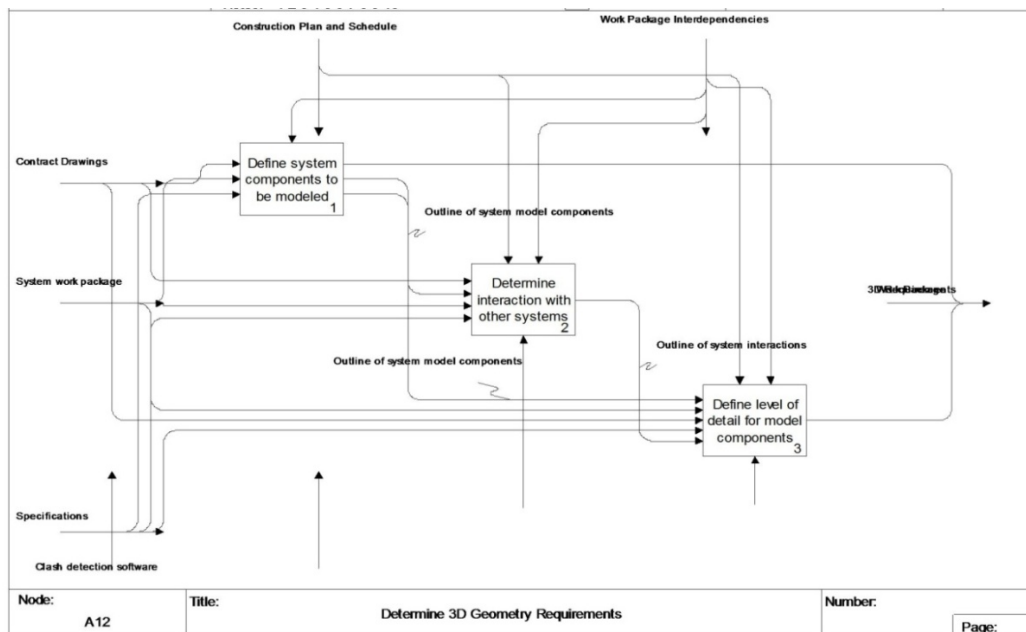 Construction Plan and Schedule
Work Package Interdependencies
Contract Drawings
Define system
components to
be modeled
1
Outline of system model components
System work package
Determine
interaction with
other systems
2
Outline of system interactions
Outline of system model components
Define level of
detail for model
components
3
Specifications
Clash detection software
Node:
A12
Title:
Determine 3D Geometry Requirements
Number:
Page: